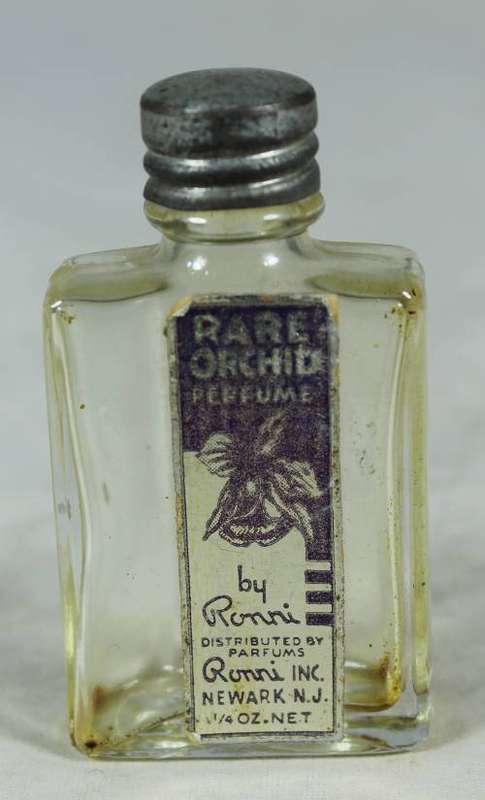 RARE
ORCHID
PERFUME
by
Ronni
DISTRIBUTED BY
PARFUMS
Ronni INC.
NEWARK N.J.
1/4 OZ. NET